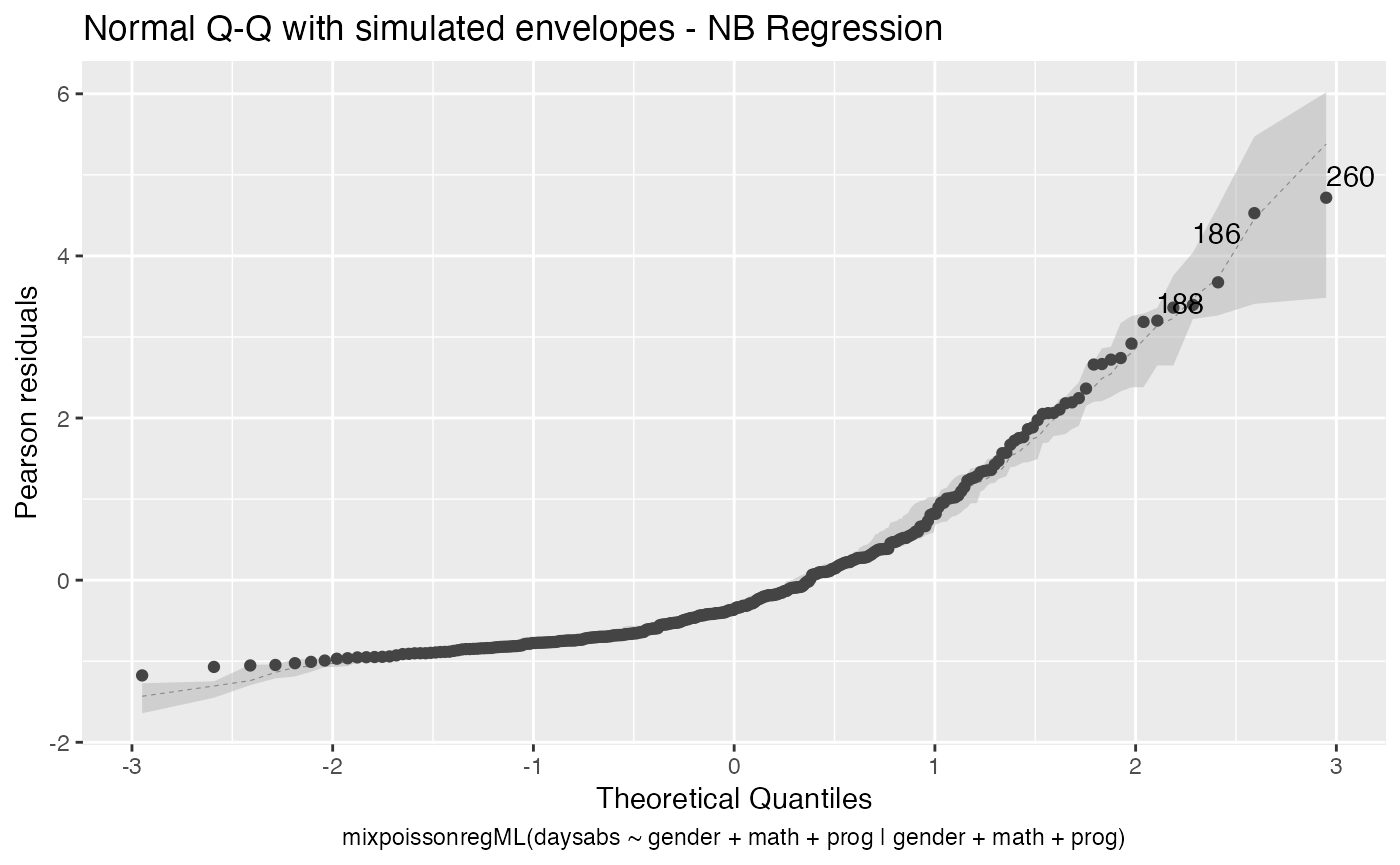 Normal Q-Q with simulated envelopes - NB Regression
6
260
186
4
188
2
0
-2
-3 -2 -1 0 1 2 3
Pearson residuals
Theoretical Quantiles
mixpoissonregML(daysabs ~ gender + math + prog | gender + math + prog)